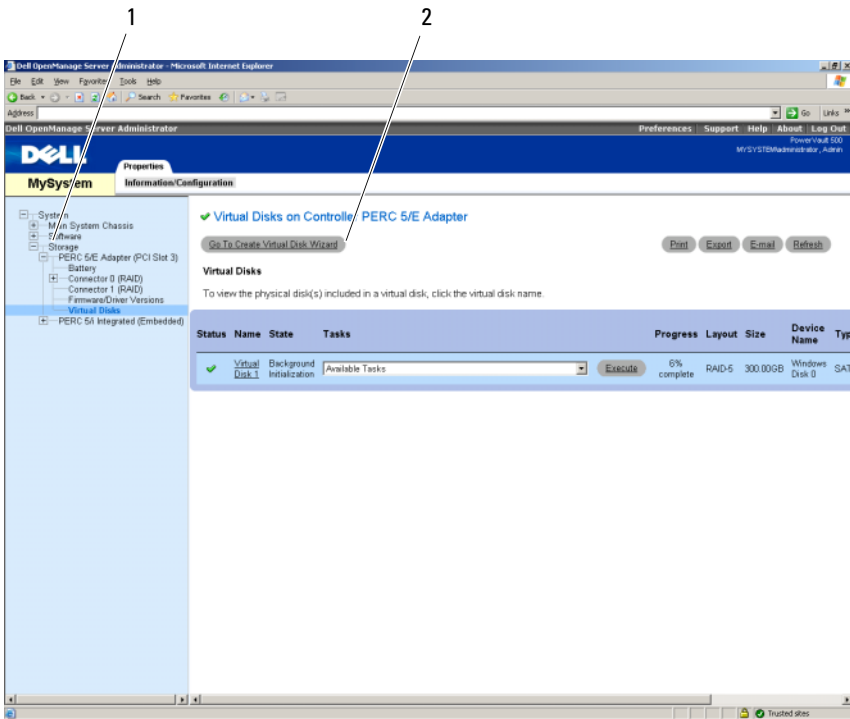 1
2
Dell OpenManage Server Administrator - Microsoft Internet Explorer
File Edit View Favorites Tools Help
Back Search Favorites
Address Go Links »
Dell OpenManage Server Administrator Preferences Support Help About Log Out
DELL
PowerVault 500
MYSYSTEM\administrator, Admin
Properties
MySystem
Information/Configuration
System
Main System Chassis
Software
Storage
PERC 5/E Adapter (PCI Slot 3)
Battery
Connector 0 (RAID)
Connector 1 (RAID)
Firmware/Driver Versions
Virtual Disks
PERC 5/i Integrated (Embedded)
Virtual Disks on Controller PERC 5/E Adapter
Go To Create Virtual Disk Wizard
Print Export E-mail Refresh
Virtual Disks
To view the physical disk(s) included in a virtual disk, click the virtual disk name.
Status Name State Tasks Progress Layout Size Device Name Typ
Virtual Disk 1 Background Initialization Available Tasks Execute 6% complete RAID-5 300.00GB Windows Disk 0 SAT
Trusted sites